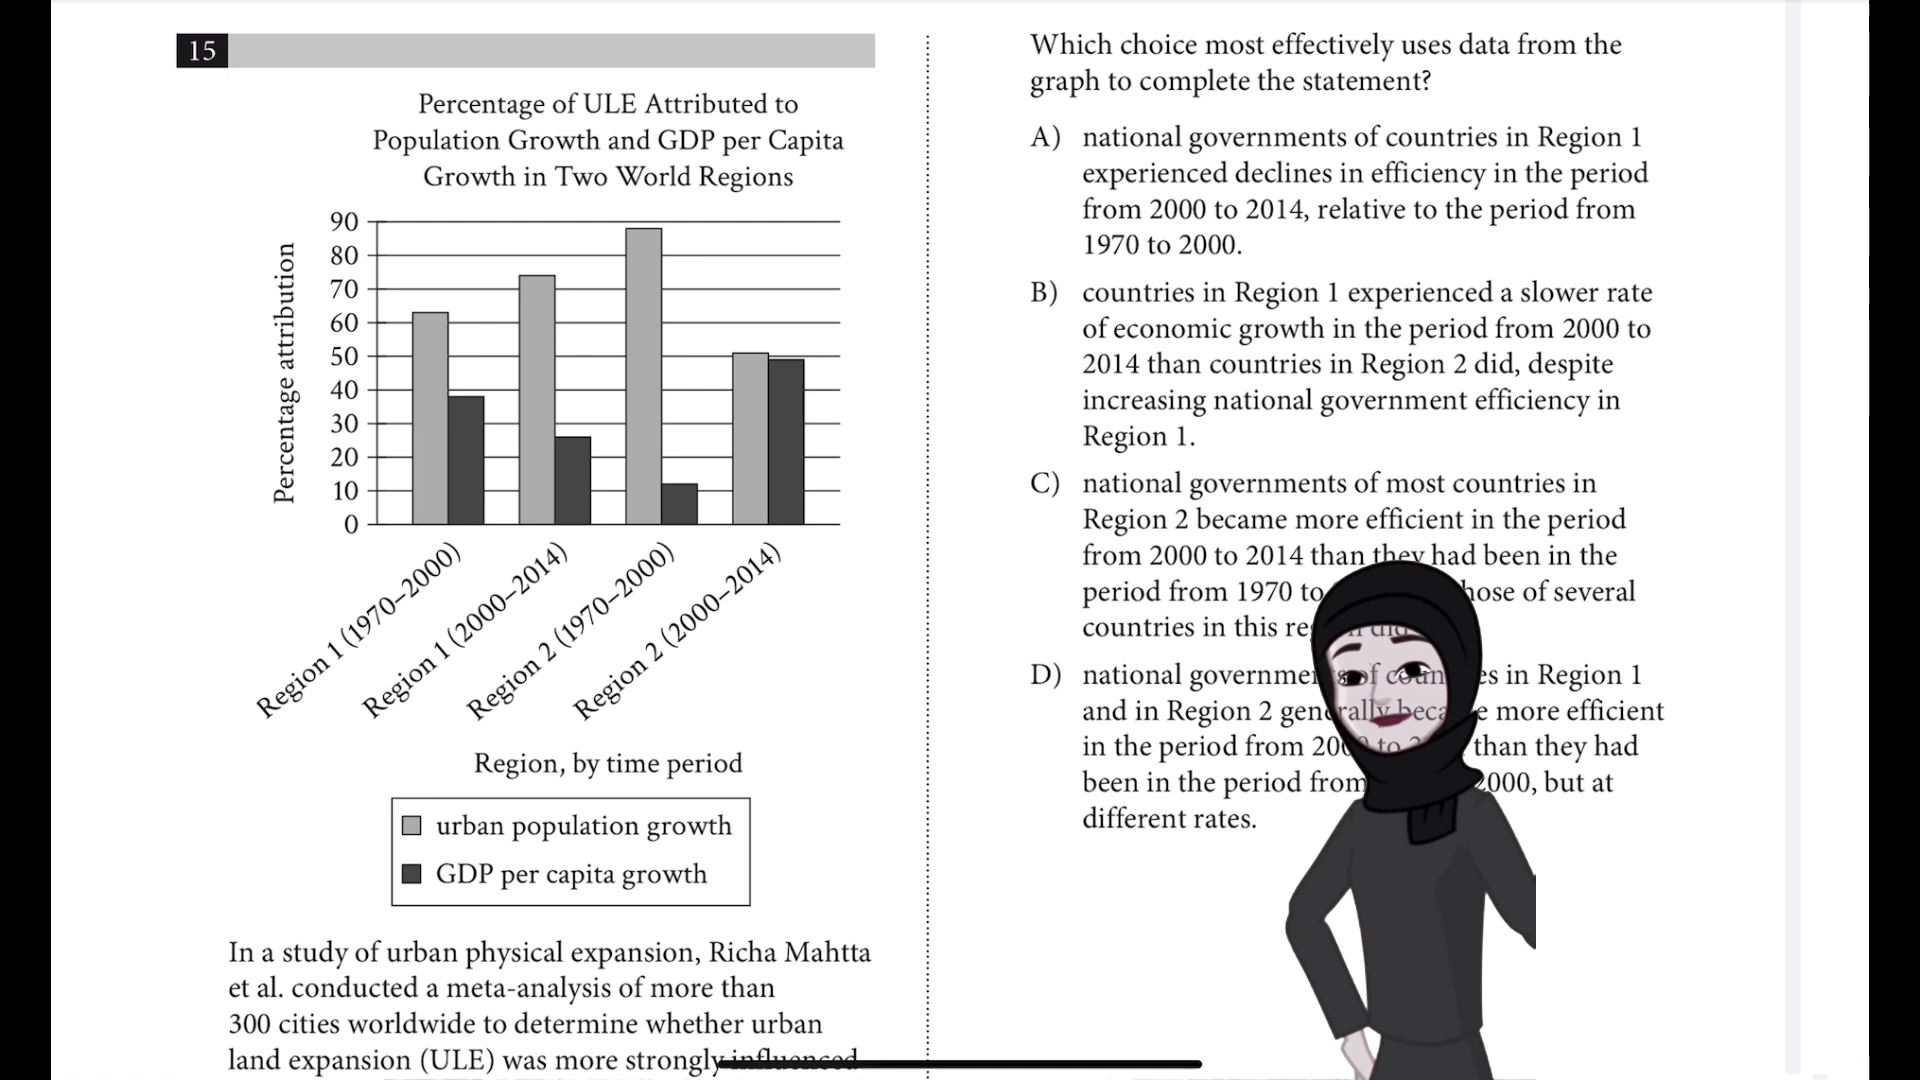 15
Percentage of ULE Attributed to
Population Growth and GDP per Capita
Growth in Two World Regions
Percentage attribution
90
80
70
60
50
40
30
20
10
0
Region 1 (1970–2000)
Region 1 (2000–2014)
Region 2 (1970–2000)
Region 2 (2000–2014)
Region, by time period
urban population growth
GDP per capita growth
In a study of urban physical expansion, Richa Mahtta
et al. conducted a meta-analysis of more than
300 cities worldwide to determine whether urban
land expansion (ULE) was more strongly influenced
Which choice most effectively uses data from the
graph to complete the statement?
A) national governments of countries in Region 1
experienced declines in efficiency in the period
from 2000 to 2014, relative to the period from
1970 to 2000.
B) countries in Region 1 experienced a slower rate
of economic growth in the period from 2000 to
2014 than countries in Region 2 did, despite
increasing national government efficiency in
Region 1.
C) national governments of most countries in
Region 2 became more efficient in the period
from 2000 to 2014 than they had been in the
period from 1970 to of several
countries in this did
D) national governments of countries in Region 1
and in Region 2 generally became more efficient
in the period from 2000 to than they had
been in the period from 2000, but at
different rates.